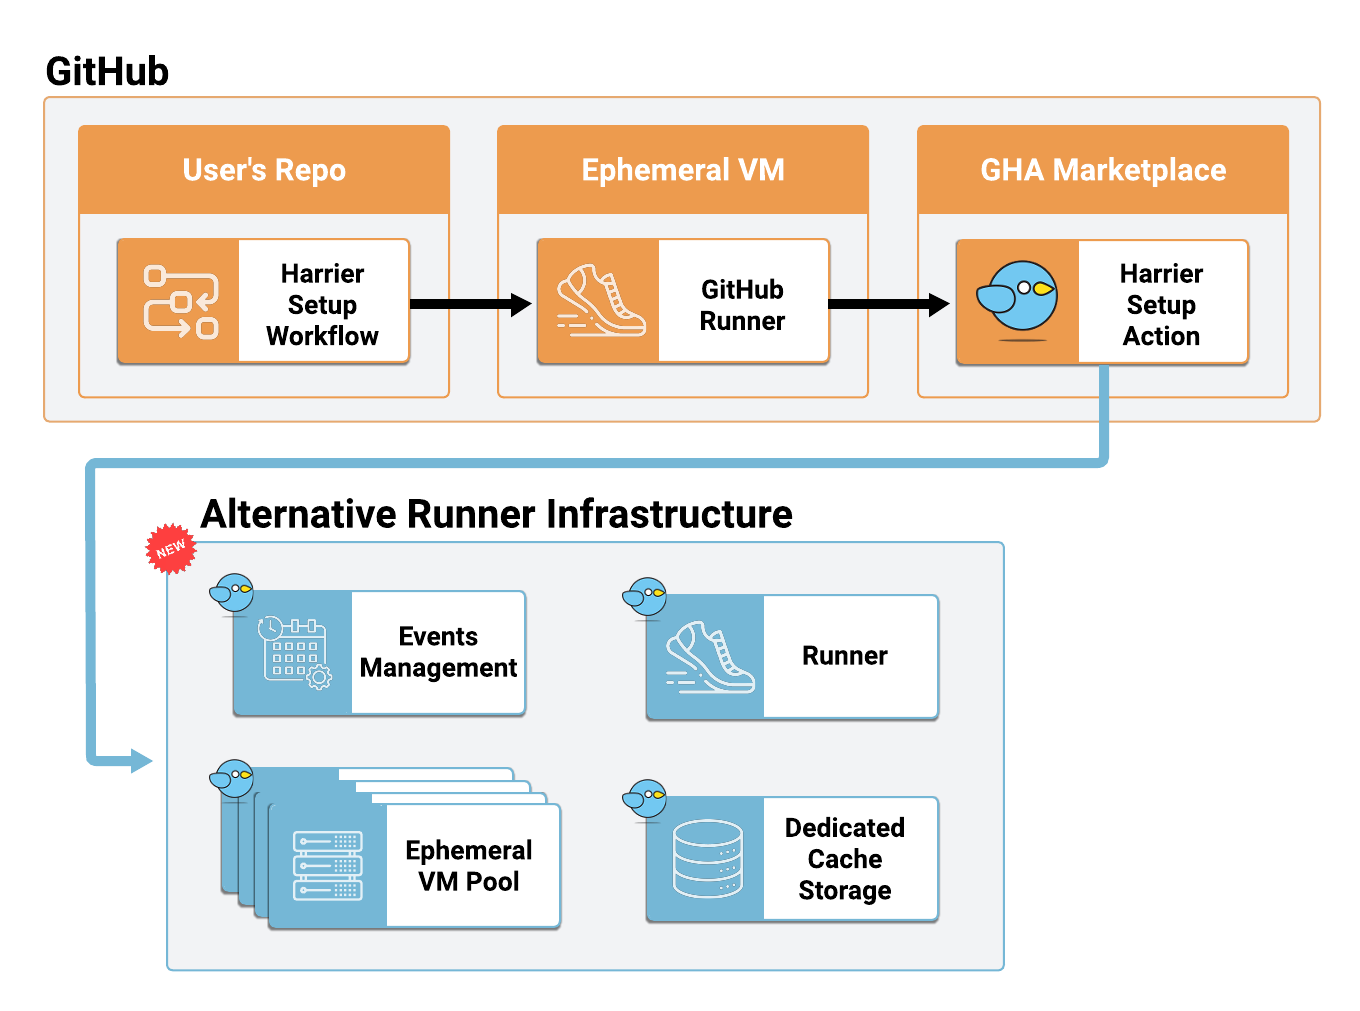 GitHub
User's Repo
Ephemeral VM
GHA Marketplace
Harrier
Setup
Workflow
GitHub
Runner
Harrier
Setup
Action
Alternative Runner Infrastructure
NEW
Events
Management
Runner
Ephemeral
VM Pool
Dedicated
Cache
Storage